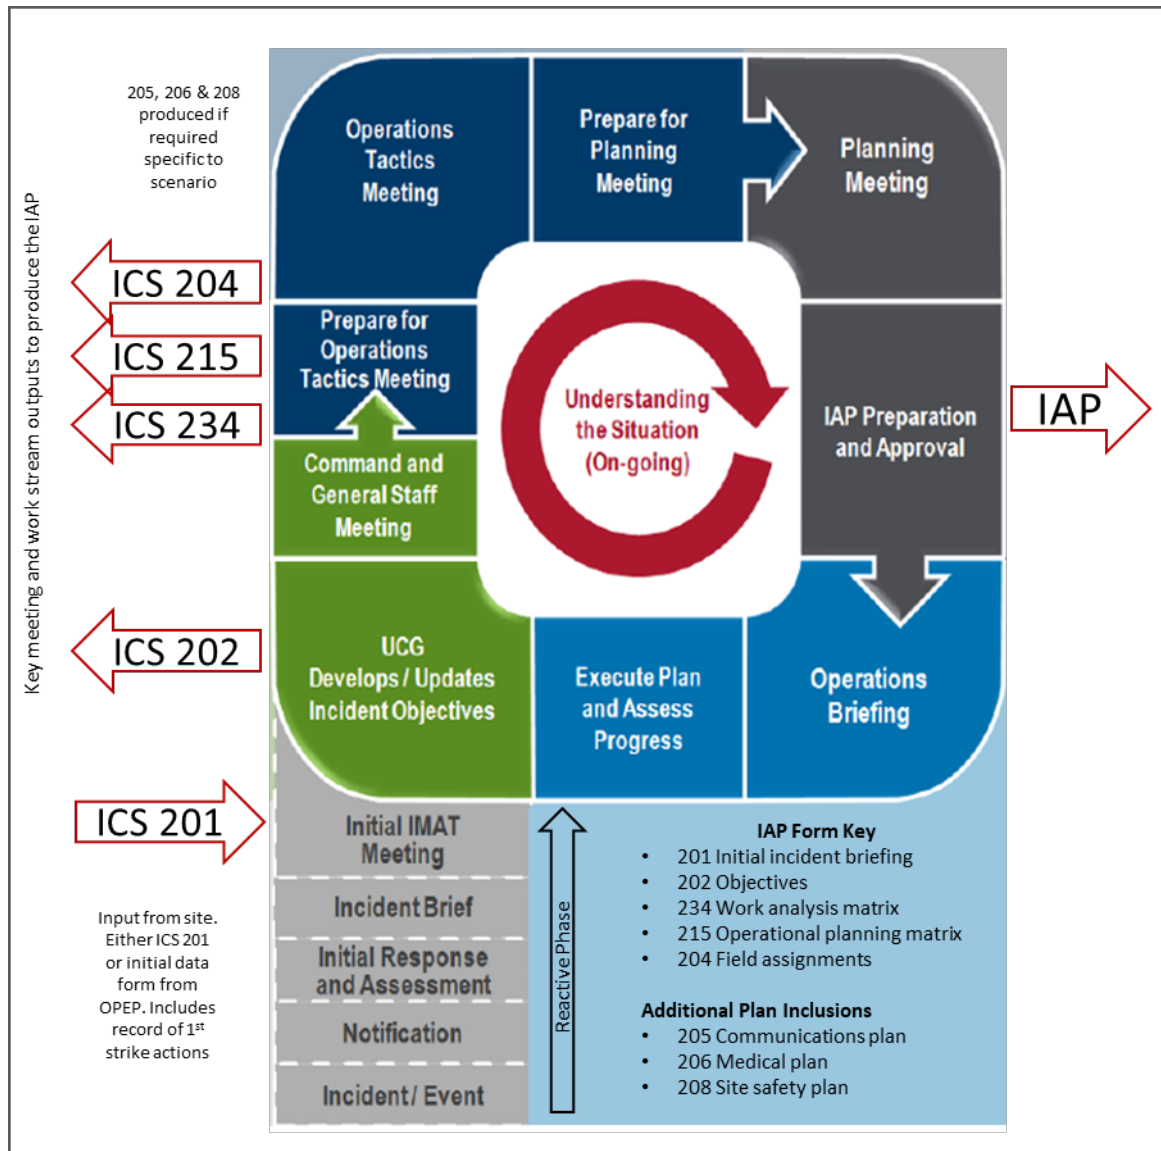 Key meeting and work stream outputs to produce the IAP
205, 206 & 208
produced if
required
specific to
scenario
ICS 204
ICS 215
ICS 234
ICS 202
ICS 201
Input from site.
Either ICS 201
or initial data
form from
OPEP. Includes
record of 1st
strike actions
Operations
Tactics
Meeting
Prepare for
Planning
Meeting
Planning
Meeting
Prepare for
Operations
Tactics Meeting
Command and
General Staff
Meeting
Understanding
the Situation
(On-going)
IAP Preparation
and Approval
IAP
UCG
Develops / Updates
Incident Objectives
Execute Plan
and Assess
Progress
Operations
Briefing
Initial IMAT
Meeting
Incident Brief
Initial Response
and Assessment
Notification
Incident / Event
Reactive Phase
IAP Form Key
• 201 Initial incident briefing
• 202 Objectives
• 234 Work analysis matrix
• 215 Operational planning matrix
• 204 Field assignments
Additional Plan Inclusions
• 205 Communications plan
• 206 Medical plan
• 208 Site safety plan